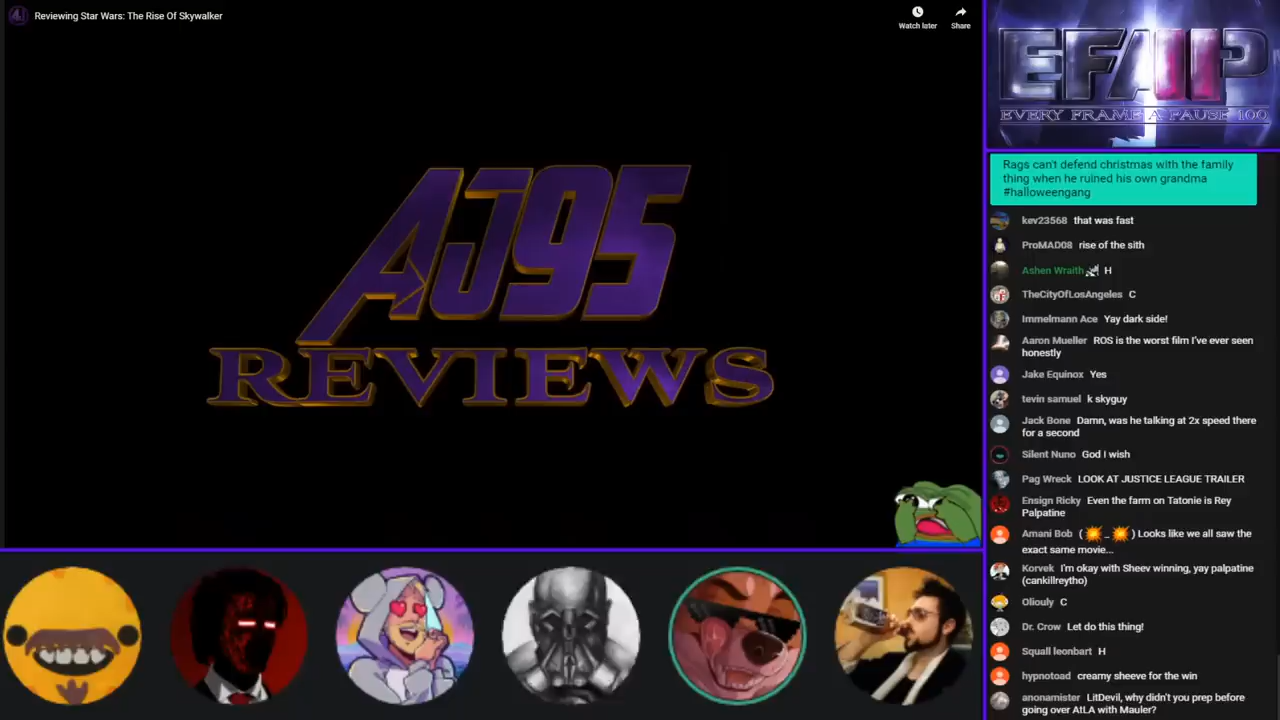 Reviewing Star Wars: The Rise Of Skywalker
Watch later
Share
AJ95
REVIEWS
EFAP
EVERY FRAME A PAUSE 100
Rags can't defend christmas with the family
thing when he ruined his own grandma
#halloweengang
kev23568 that was fast
ProMAD08 rise of the sith
Ashen Wraith H
TheCityOfLosAngeles C
Immelmann Ace Yay dark side!
Aaron Mueller ROS is the worst film I've ever seen
honestly
Jake Equinox Yes
tevin samuel k skyguy
Jack Bone Damn, was he talking at 2x speed there
for a second
Silent Nuno God I wish
Pag Wreck LOOK AT JUSTICE LEAGUE TRAILER
Ensign Ricky Even the farm on Tatonie is Rey
Palpatine
Amani Bob (💥_💥) Looks like we all saw the
exact same movie...
Korvek I'm okay with Sheev winning, yay palpatine
(cankillreytho)
Oliouly C
Dr. Crow Let do this thing!
Squall leonbart H
hypnotoad creamy sheeve for the win
anonamister LitDevil, why didn't you prep before
going over AtLA with Mauler?